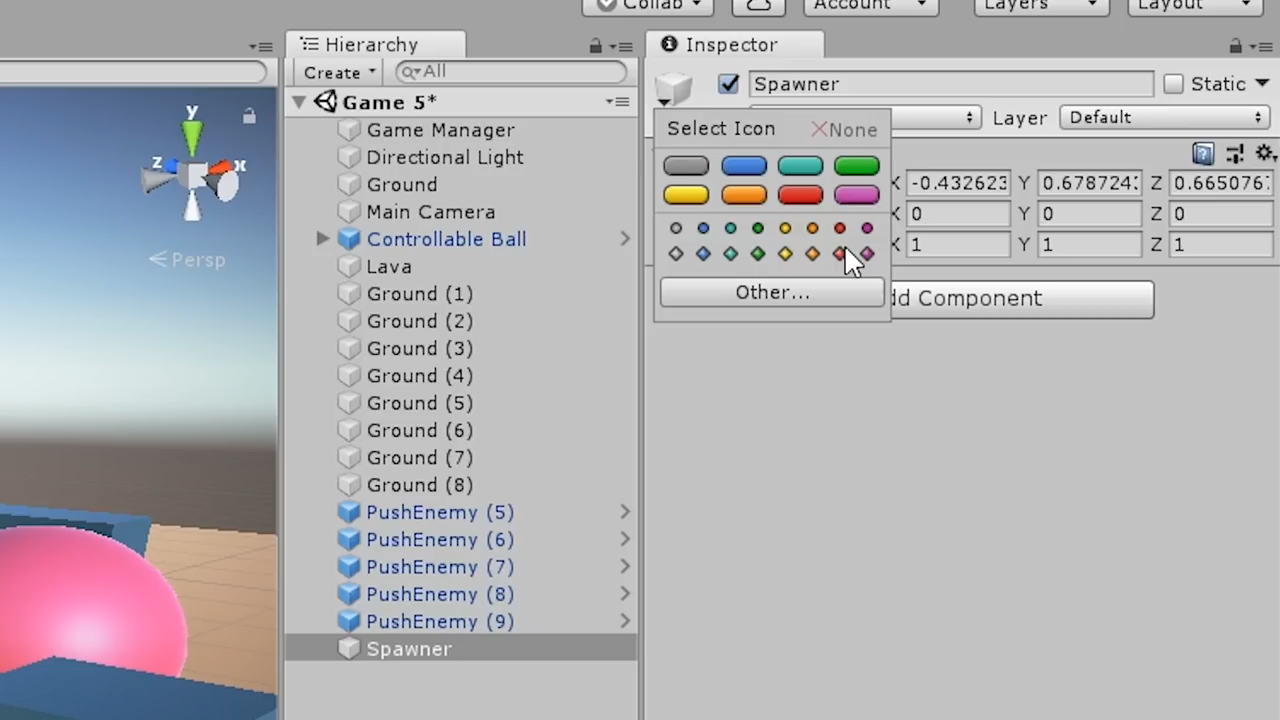 Collab Account Layers Layout
Hierarchy
Inspector
Create All
Spawner Static
Game 5*
Select Icon None Layer Default
Game Manager
Directional Light
X -0.432623 Y 0.678724 Z 0.665076
Ground
X 0 Y 0 Z 0
Main Camera
X 1 Y 1 Z 1
Controllable Ball
Lava
Other...
dd Component
Ground (1)
Ground (2)
Ground (3)
Ground (4)
Ground (5)
Ground (6)
Ground (7)
Ground (8)
PushEnemy (5)
PushEnemy (6)
PushEnemy (7)
PushEnemy (8)
PushEnemy (9)
Spawner
y
z x
Persp